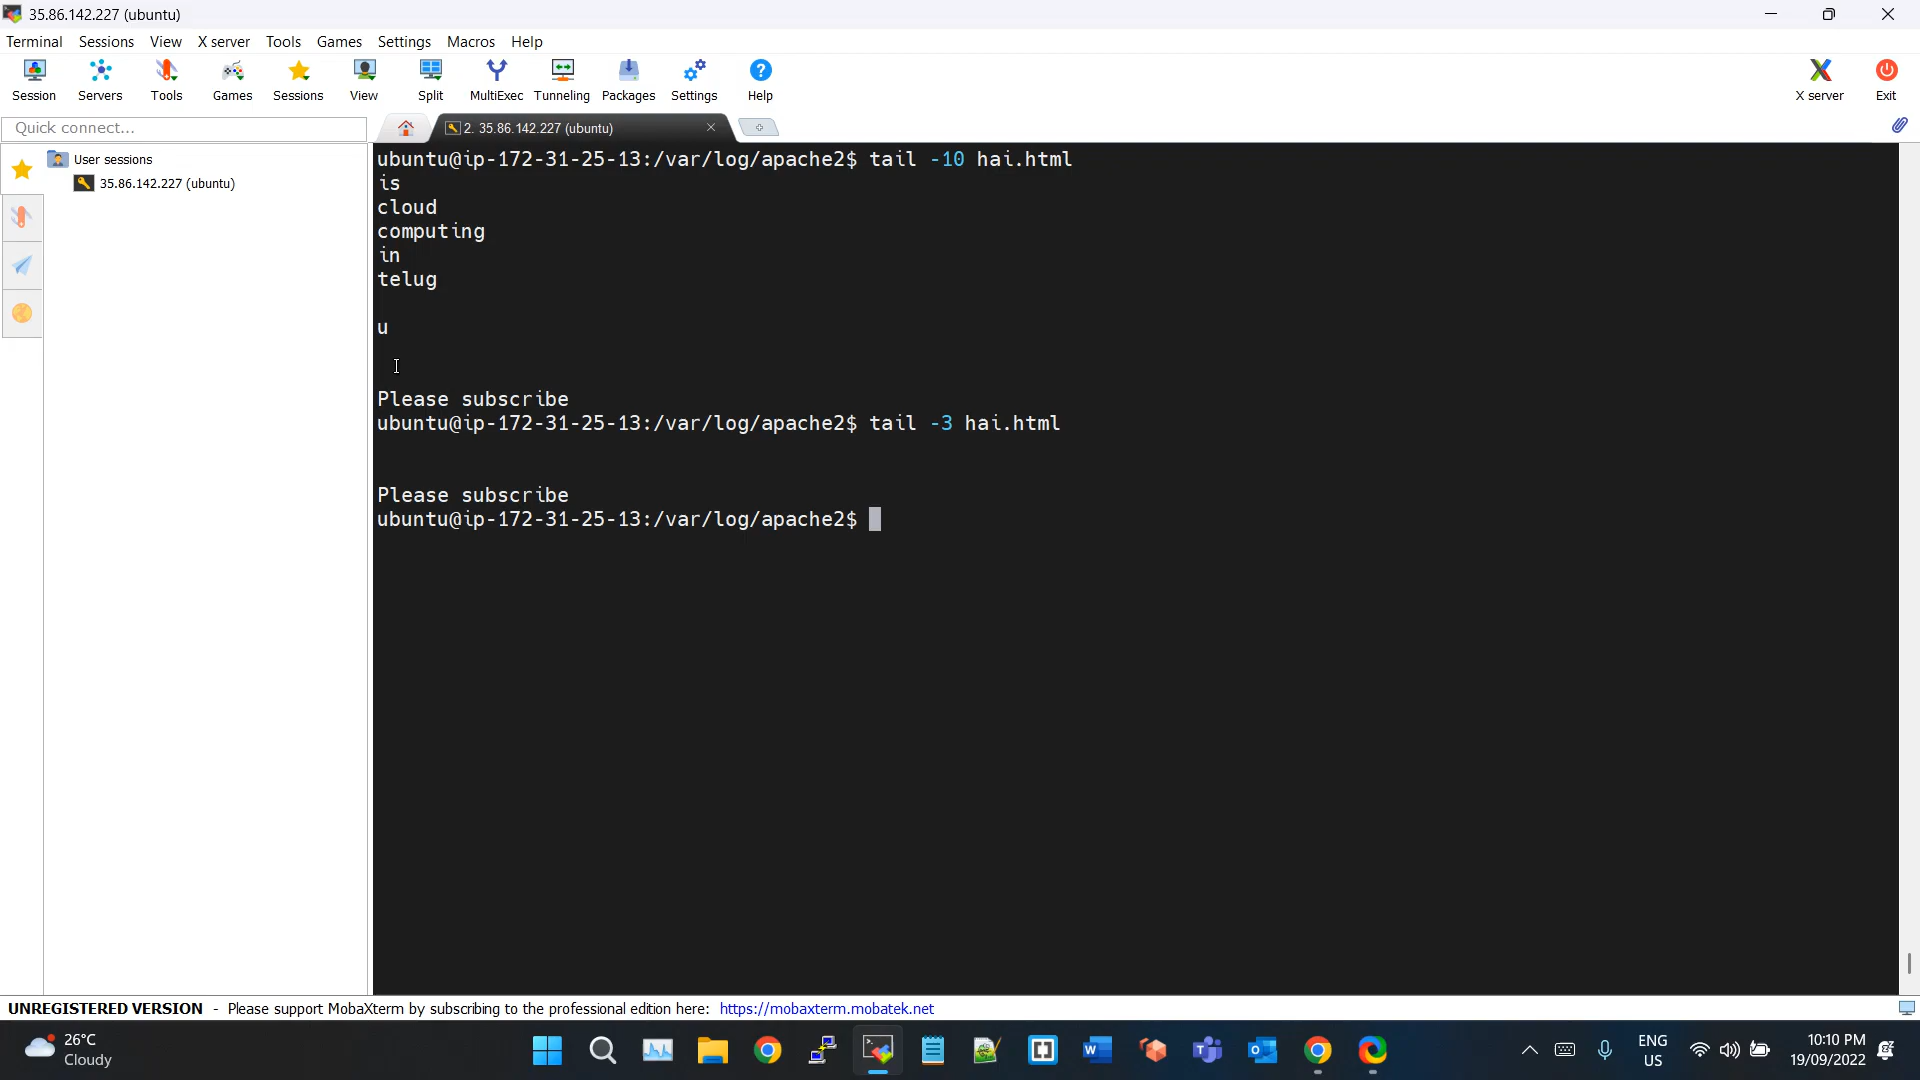 35.86.142.227 (ubuntu)
Terminal Sessions View X server Tools Games Settings Macros Help
Session Servers Tools Games Sessions View Split MultiExec Tunneling Packages Settings Help X server Exit
Quick connect...
2. 35.86.142.227 (ubuntu)
User sessions
35.86.142.227 (ubuntu)
ubuntu@ip-172-31-25-13:/var/log/apache2$ tail -10 hai.html
is
cloud
computing
in
telug
u
Please subscribe
ubuntu@ip-172-31-25-13:/var/log/apache2$ tail -3 hai.html
Please subscribe
ubuntu@ip-172-31-25-13:/var/log/apache2$
UNREGISTERED VERSION - Please support MobaXterm by subscribing to the professional edition here: https://mobaxterm.mobatek.net
26°C
Cloudy
ENG
US
10:10 PM
19/09/2022